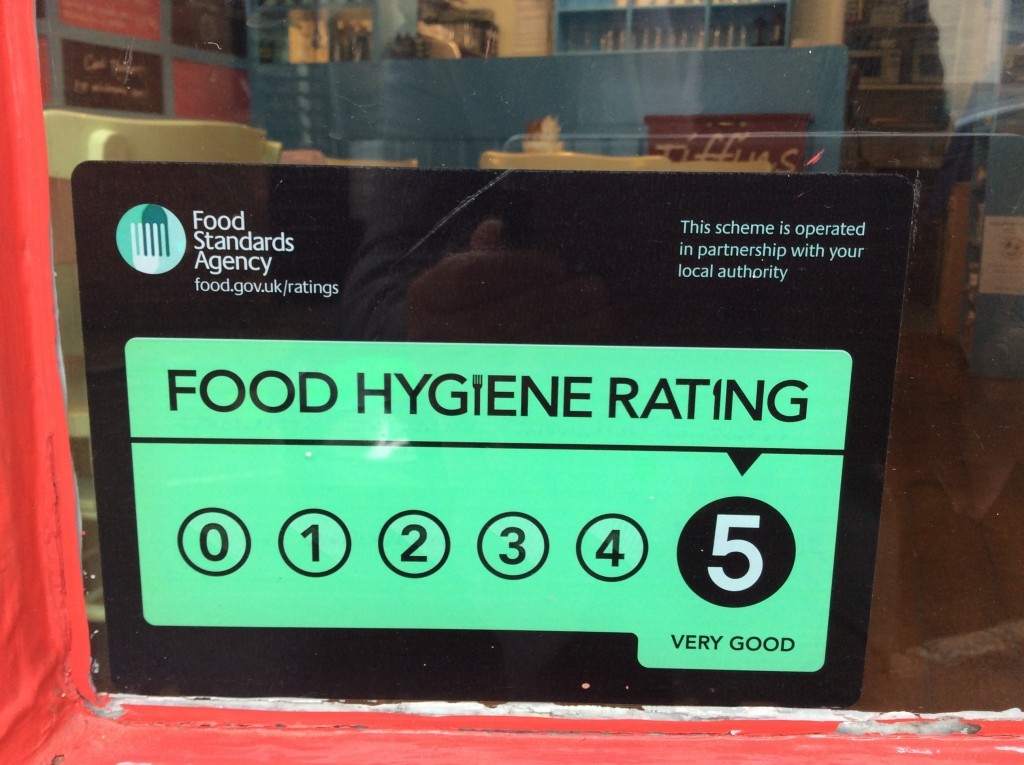 Tiffins
Food
Standards
Agency
food.gov.uk/ratings
This scheme is operated
in partnership with your
local authority
FOOD HYGIENE RATING
0 1 2 3 4 5
VERY GOOD